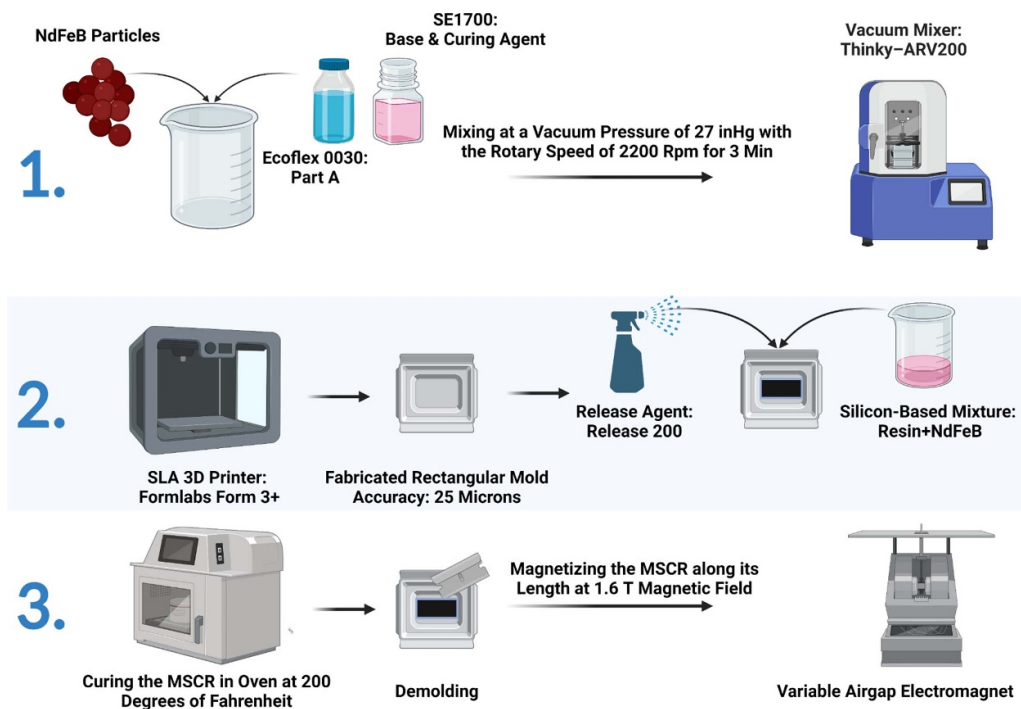 NdFeB Particles
SE1700:
Base & Curing Agent
Vacuum Mixer:
Thinky–ARV200
1.
Ecoflex 0030:
Part A
Mixing at a Vacuum Pressure of 27 inHg with
the Rotary Speed of 2200 Rpm for 3 Min
2.
SLA 3D Printer:
Formlabs Form 3+
Fabricated Rectangular Mold
Accuracy: 25 Microns
Release Agent:
Release 200
Silicon-Based Mixture:
Resin+NdFeB
3.
Curing the MSCR in Oven at 200
Degrees of Fahrenheit
Demolding
Magnetizing the MSCR along its
Length at 1.6 T Magnetic Field
Variable Airgap Electromagnet